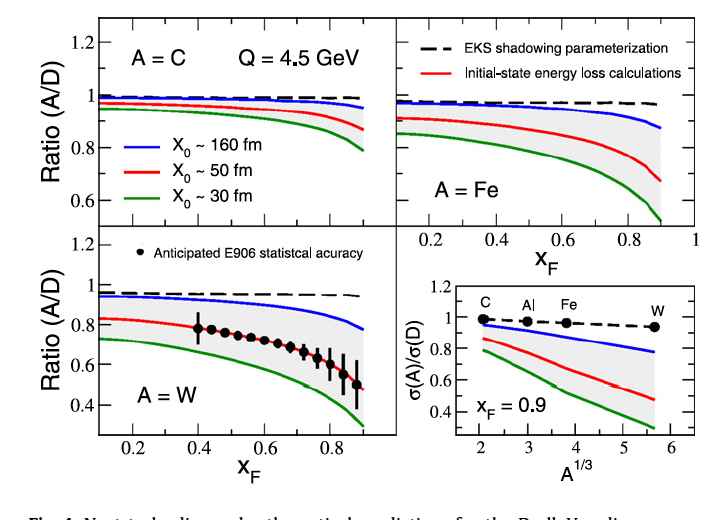 1.2
1
0.8
0.6
Ratio (A/D)
A = C
Q = 4.5 GeV
X0 ~ 160 fm
X0 ~ 50 fm
X0 ~ 30 fm
EKS shadowing parameterization
Initial-state energy loss calculations
A = Fe
0.2 0.4 0.6 0.8 1
xF
1.2
1
0.8
0.6
0.4
Ratio (A/D)
Anticipated E906 statistcal acuracy
A = W
0.2 0.4 0.6 0.8
xF
1.2
1
0.8
0.6
0.4
σ(A)/σ(D)
C Al Fe W
xF = 0.9
2 3 4 5 6
A1/3